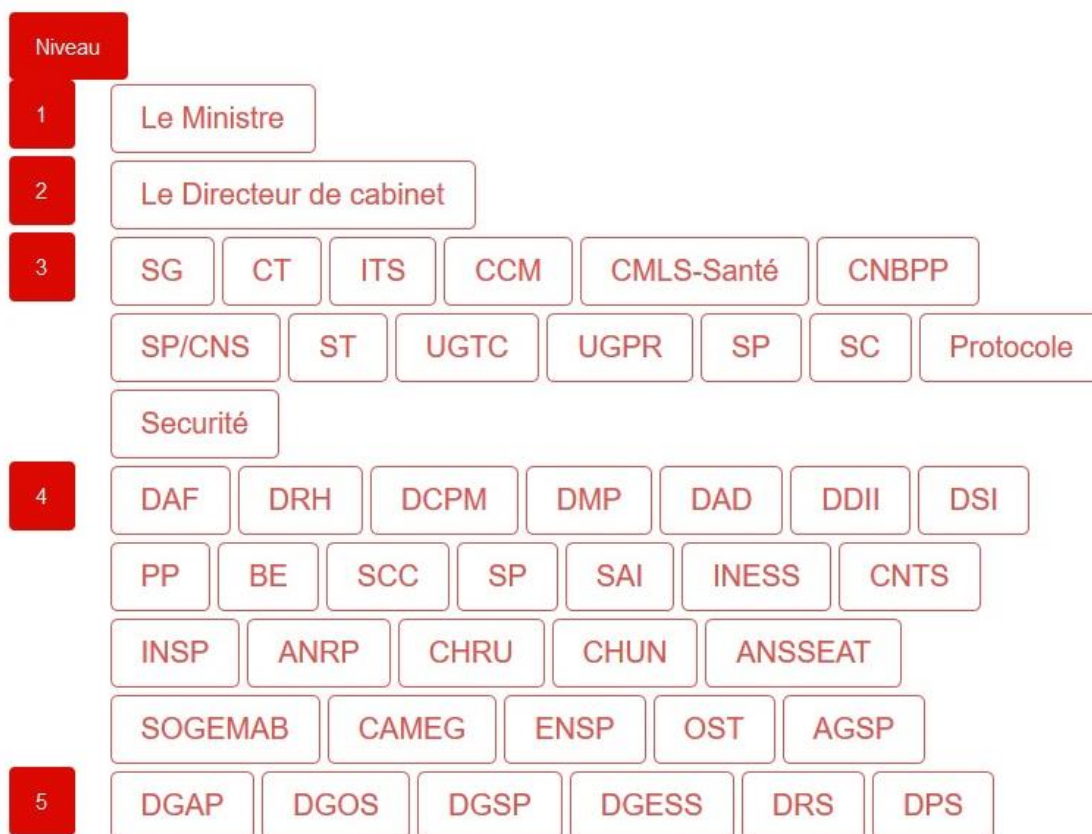 Niveau
1 Le Ministre
2 Le Directeur de cabinet
3 SG CT ITS CCM CMLS-Santé CNBPP
SP/CNS ST UGTC UGPR SP SC Protocole
Securité
4 DAF DRH DCPM DMP DAD DDII DSI
PP BE SCC SP SAI INESS CNTS
INSP ANRP CHRU CHUN ANSSEAT
SOGEMAB CAMEG ENSP OST AGSP
5 DGAP DGOS DGSP DGESS DRS DPS